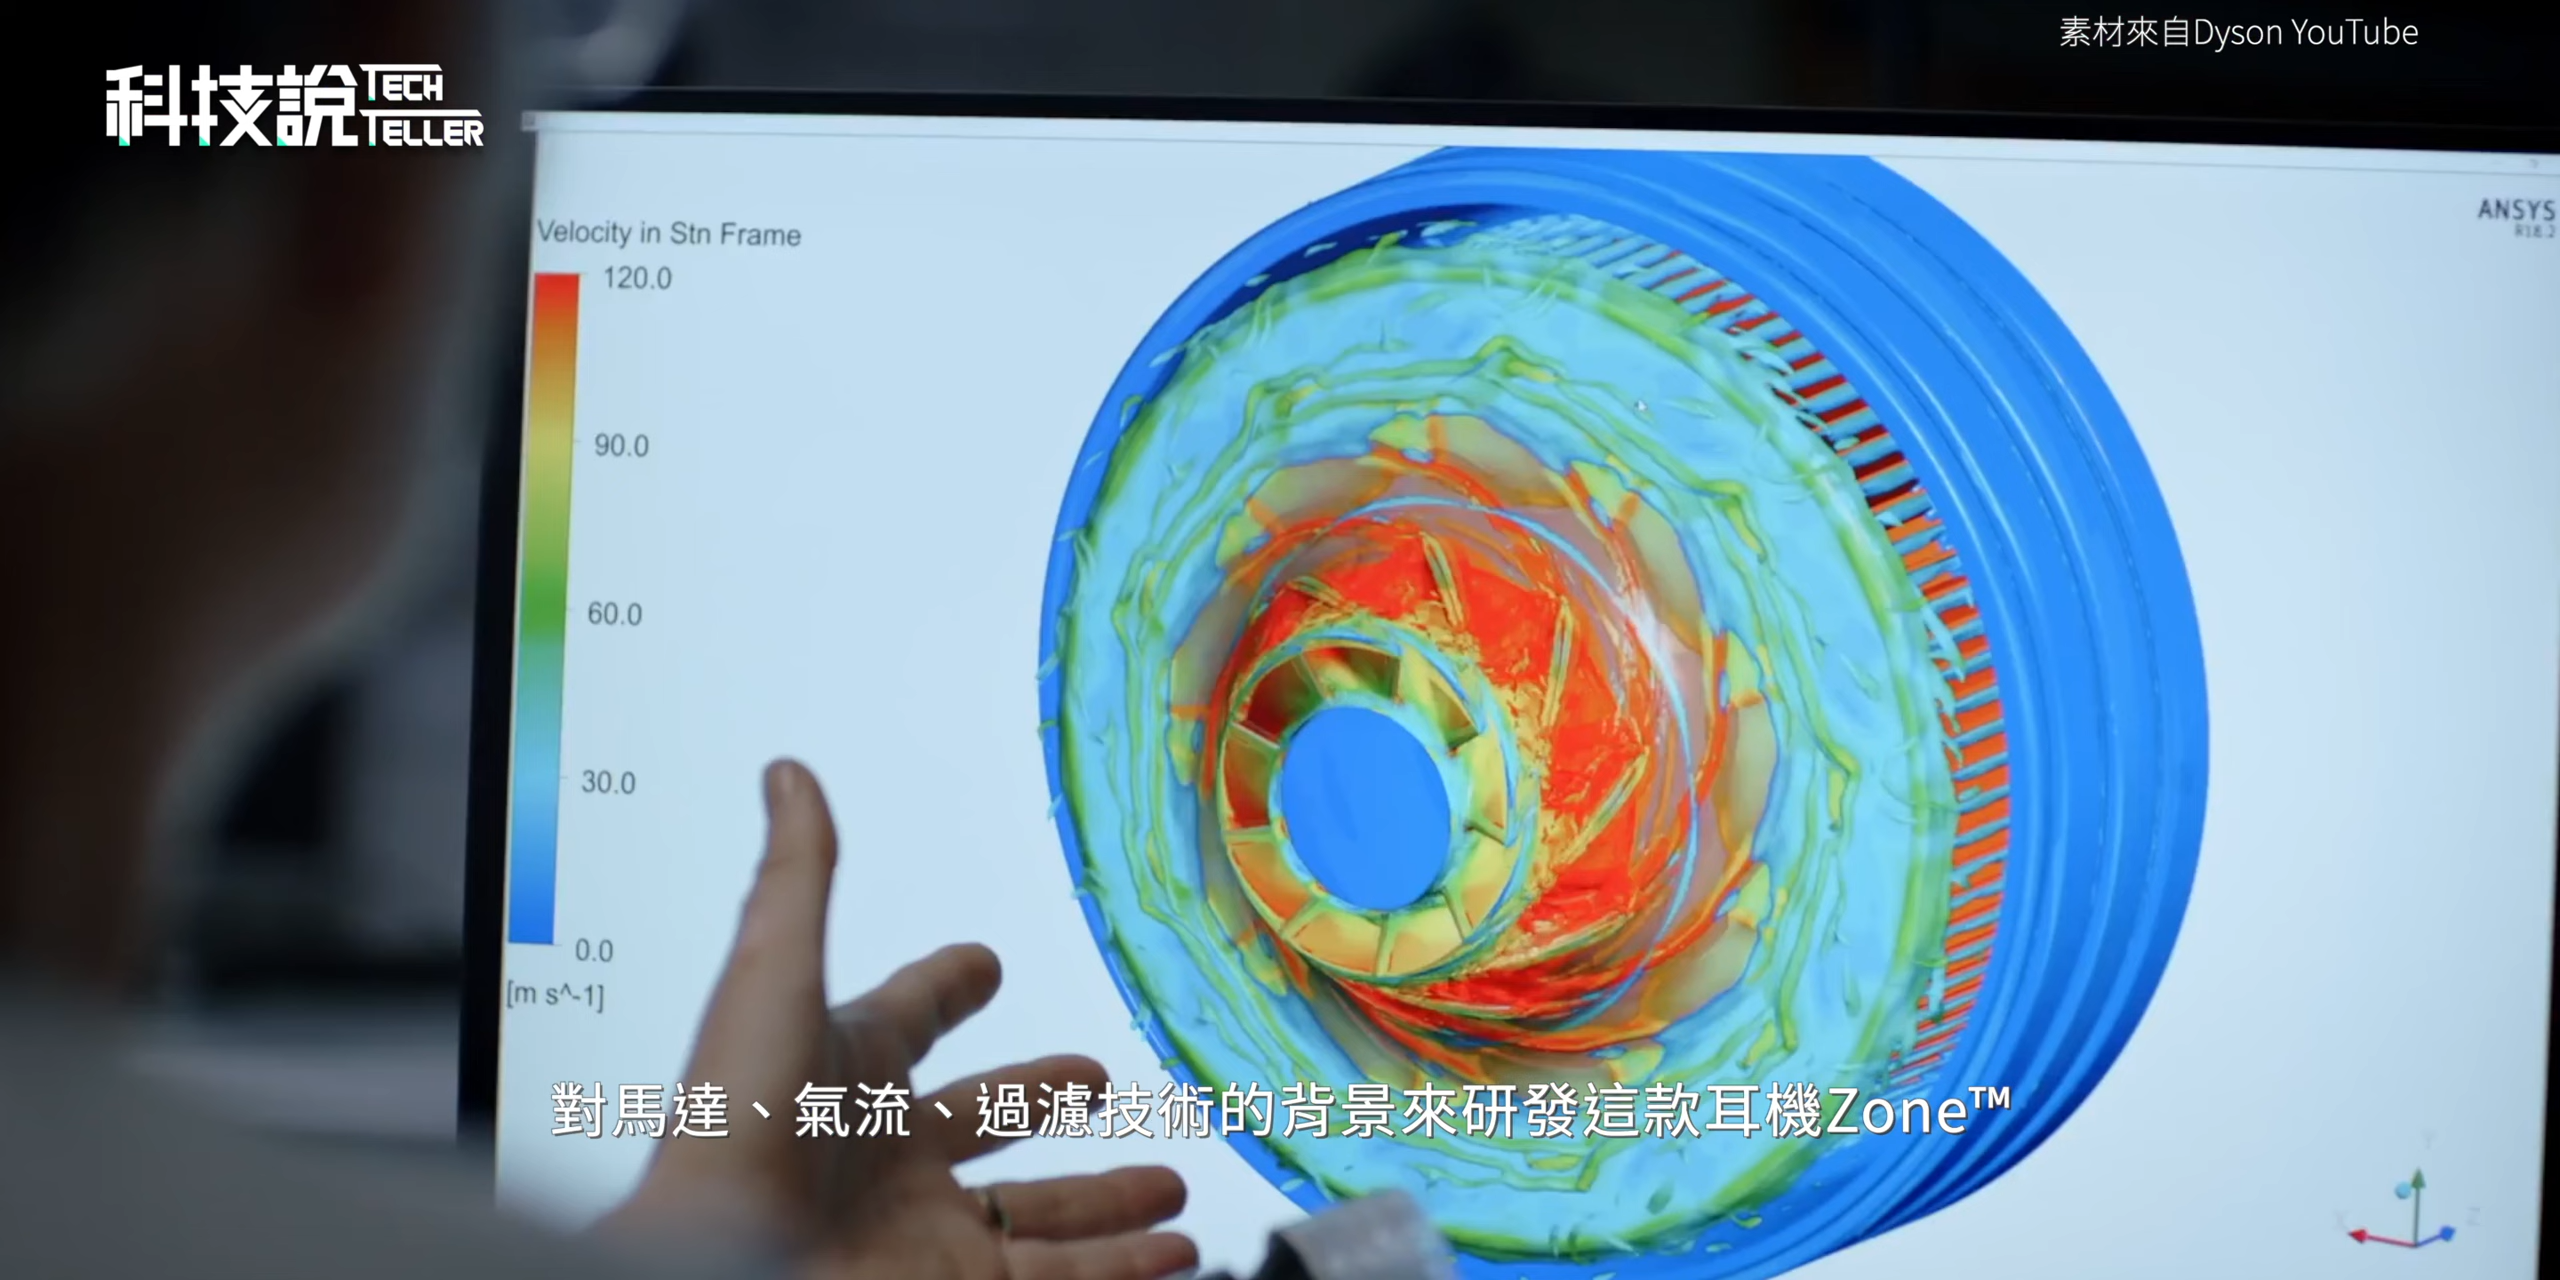 素材來自Dyson YouTube
科技說 TECH TELLER
ANSYS
R18.2
Velocity in Stn Frame
120.0
90.0
60.0
30.0
0.0
[m s^-1]
對馬達、氣流、過濾技術的背景來研發這款耳機Zone™